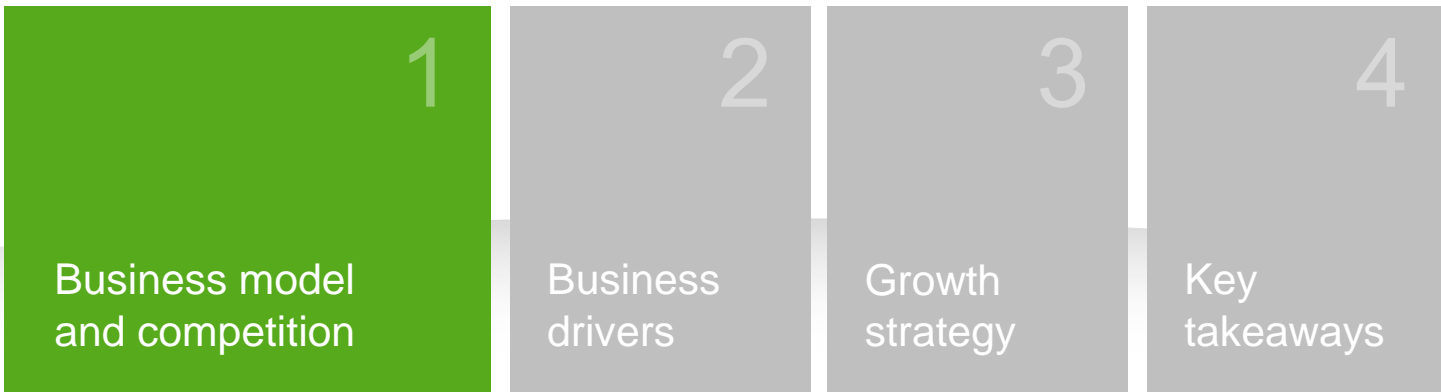 1
Business model
and competition
2
Business
drivers
3
Growth
strategy
4
Key
takeaways